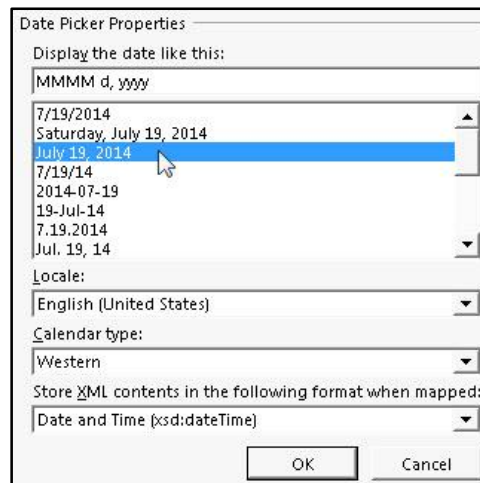 Date Picker Properties
Display the date like this:
MMMM d, yyyy
7/19/2014
Saturday, July 19, 2014
July 19, 2014
7/19/14
2014-07-19
19-Jul-14
7.19.2014
Jul. 19, 14
Locale:
English (United States)
Calendar type:
Western
Store XML contents in the following format when mapped:
Date and Time (xsd:dateTime)
OK Cancel